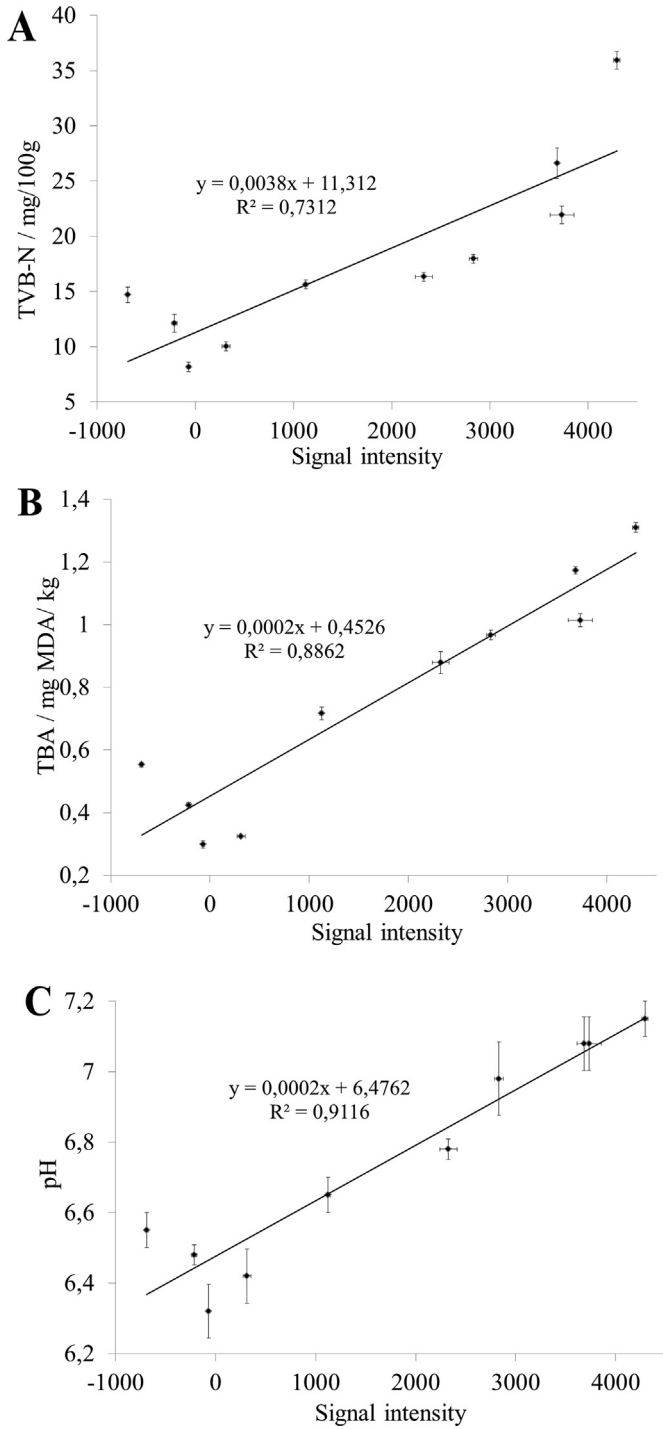 A
TVB-N / mg/100g
40
35
30
25
20
15
10
5
y = 0,0038x + 11,312
R² = 0,7312
-1000 0 1000 2000 3000 4000
Signal intensity
B
TBA / mg MDA/ kg
1,4
1,2
1
0,8
0,6
0,4
0,2
y = 0,0002x + 0,4526
R² = 0,8862
-1000 0 1000 2000 3000 4000
Signal intensity
C
pH
7,2
7
6,8
6,6
6,4
6,2
y = 0,0002x + 6,4762
R² = 0,9116
-1000 0 1000 2000 3000 4000
Signal intensity